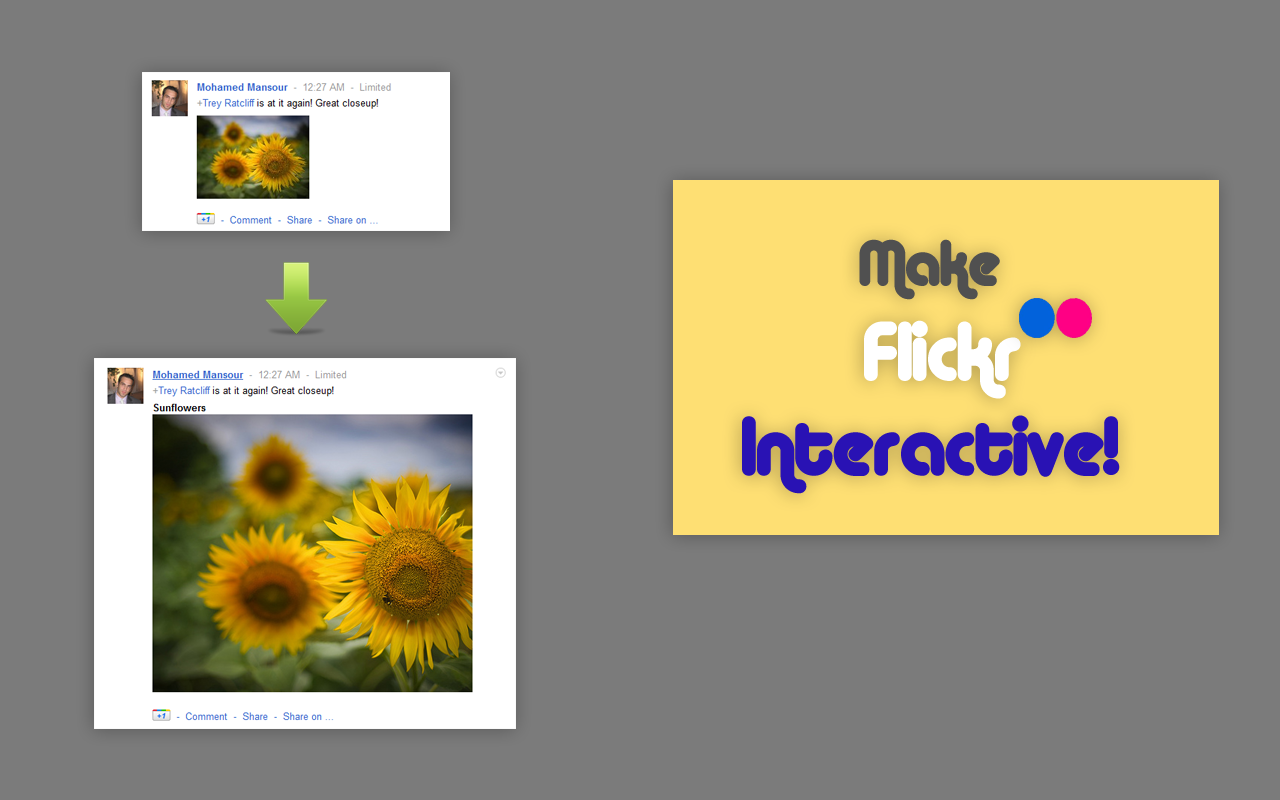 Mohamed Mansour - 12:27 AM - Limited
+Trey Ratcliff is at it again! Great closeup!
+1 - Comment - Share - Share on ...
Mohamed Mansour - 12:27 AM - Limited
+Trey Ratcliff is at it again! Great closeup!
Sunflowers
+1 - Comment - Share - Share on ...
Make
Flickr
Interactive!